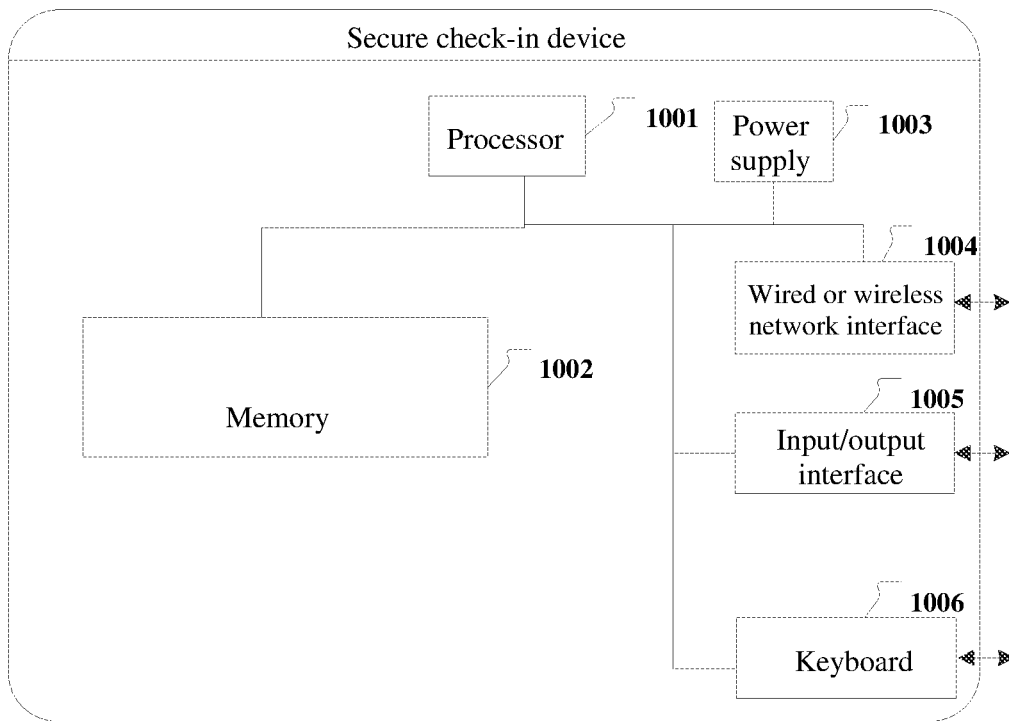 Secure check-in device
Processor
1001
Power
supply
1003
1004
Wired or wireless
network interface
1002
Memory
1005
Input/output
interface
1006
Keyboard